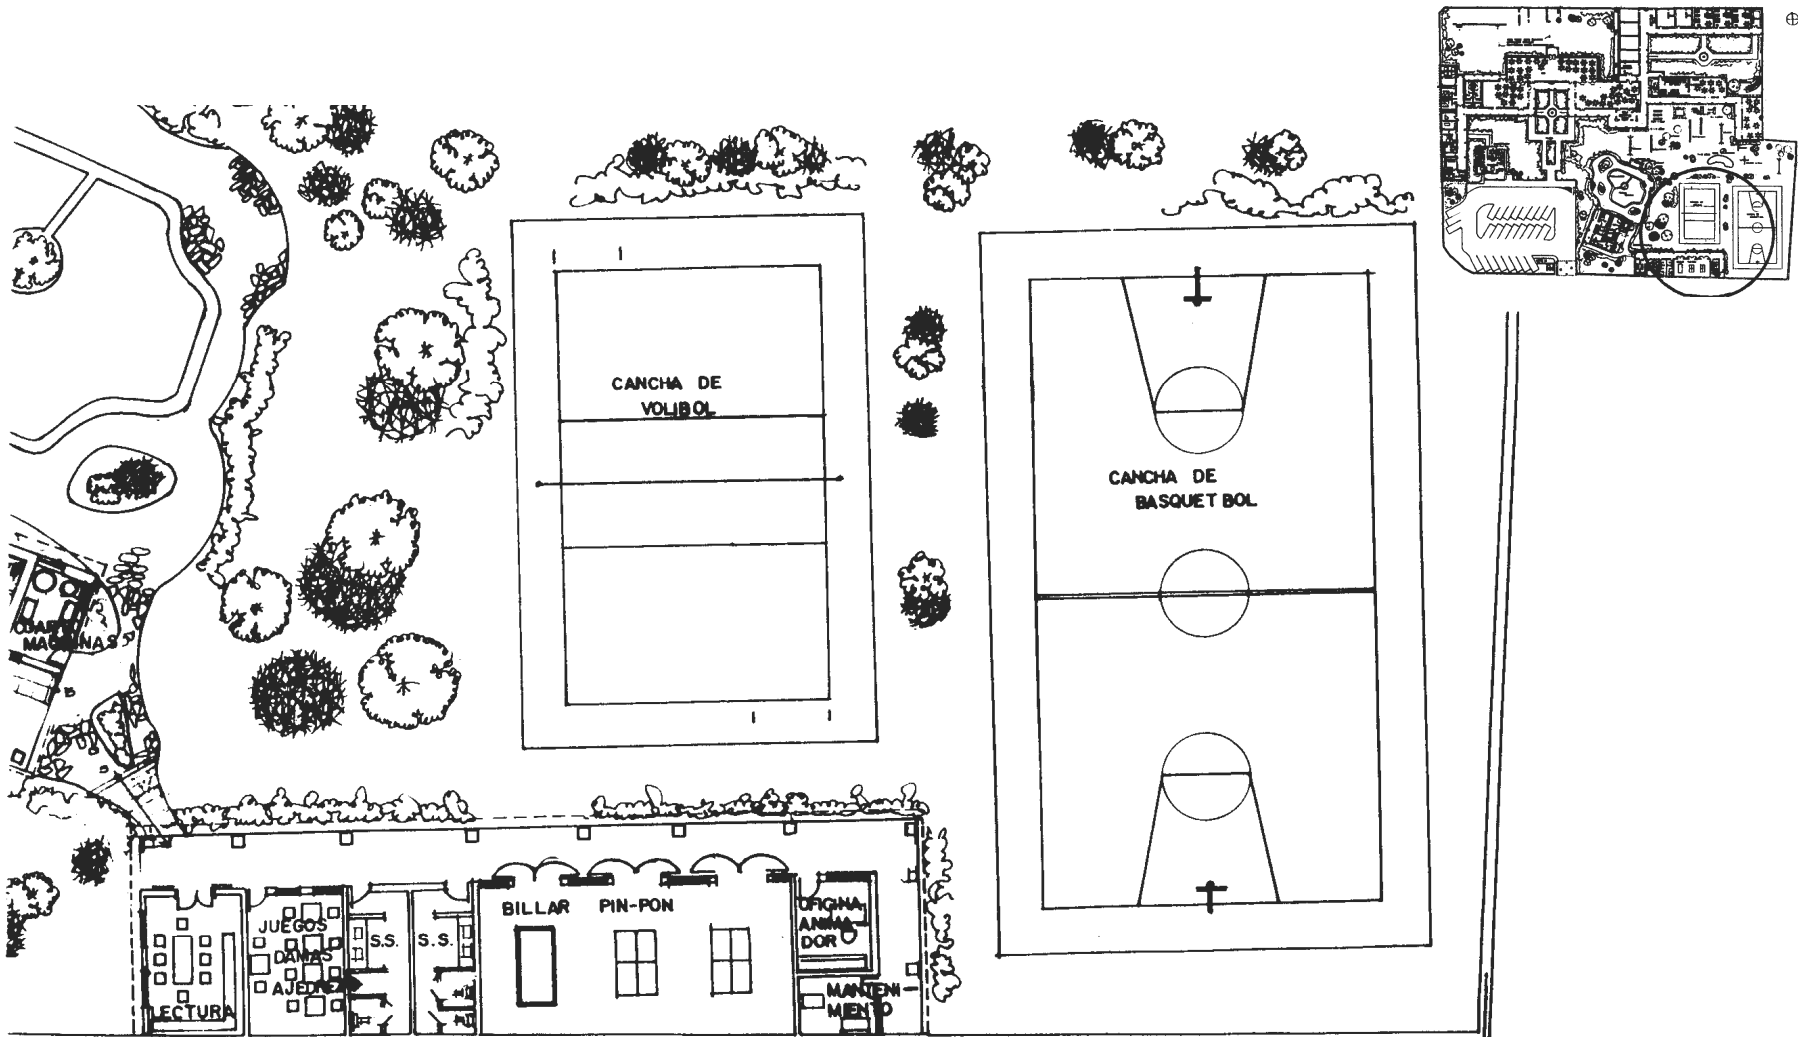 CANCHA DE
VOLIBOL
CANCHA DE
BASQUET BOL
MAQUINAS
BILLAR
PIN-PON
OFICINA
ANIMA
DOR
JUEGOS
DAMAS
AJEDREZ
S.S.
S.S.
LECTURA
MANTENI-
MIENTO